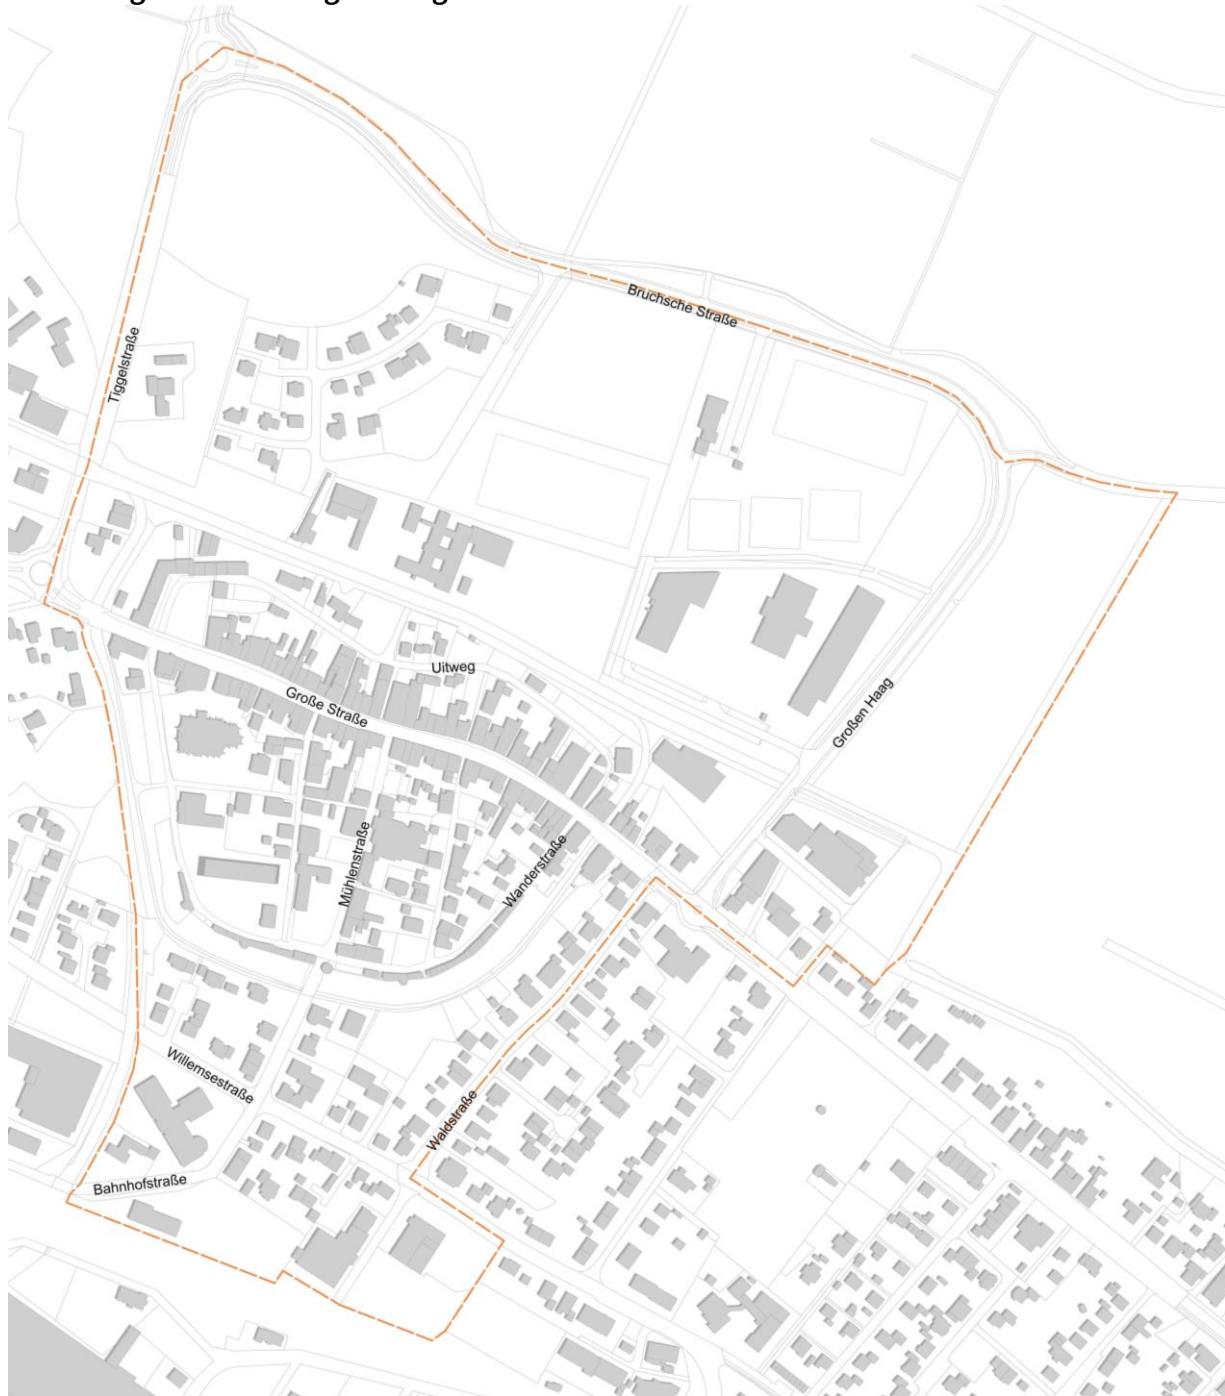 Bruchsche Straße
Tiggelstraße
Uitweg
Große Straße
Großen Haag
Mühlenstraße
Wanderstraße
Willemsestraße
Waldstraße
Bahnhofstraße